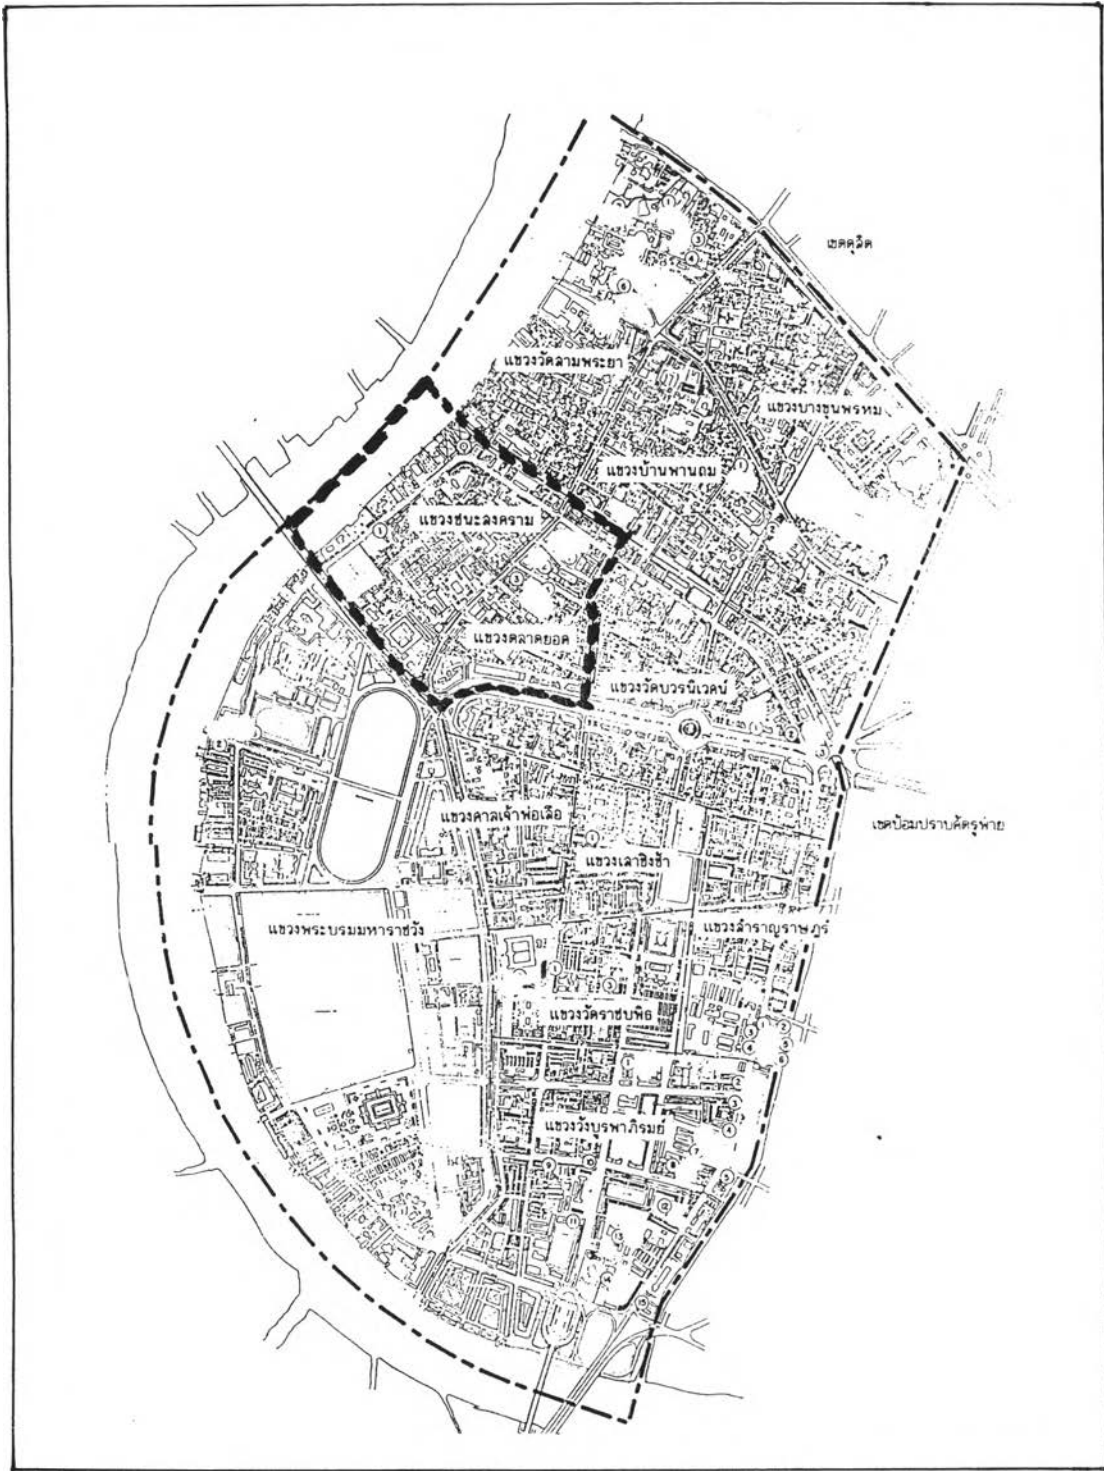 เขตดุสิต
แขวงวัดสามพระยา
แขวงบางขุนพรหม
แขวงบ้านพานถม
แขวงชนะสงคราม
แขวงตลาดยอด
แขวงวัดบวรนิเวศน์
แขวงศาลเจ้าพ่อเสือ
เขตป้อมปราบศัตรูพ่าย
แขวงเสาชิงช้า
แขวงพระบรมมหาราชวัง
แขวงสำราญราษฎร์
แขวงวัดราชบพิธ
แขวงวังบูรพาภิรมย์